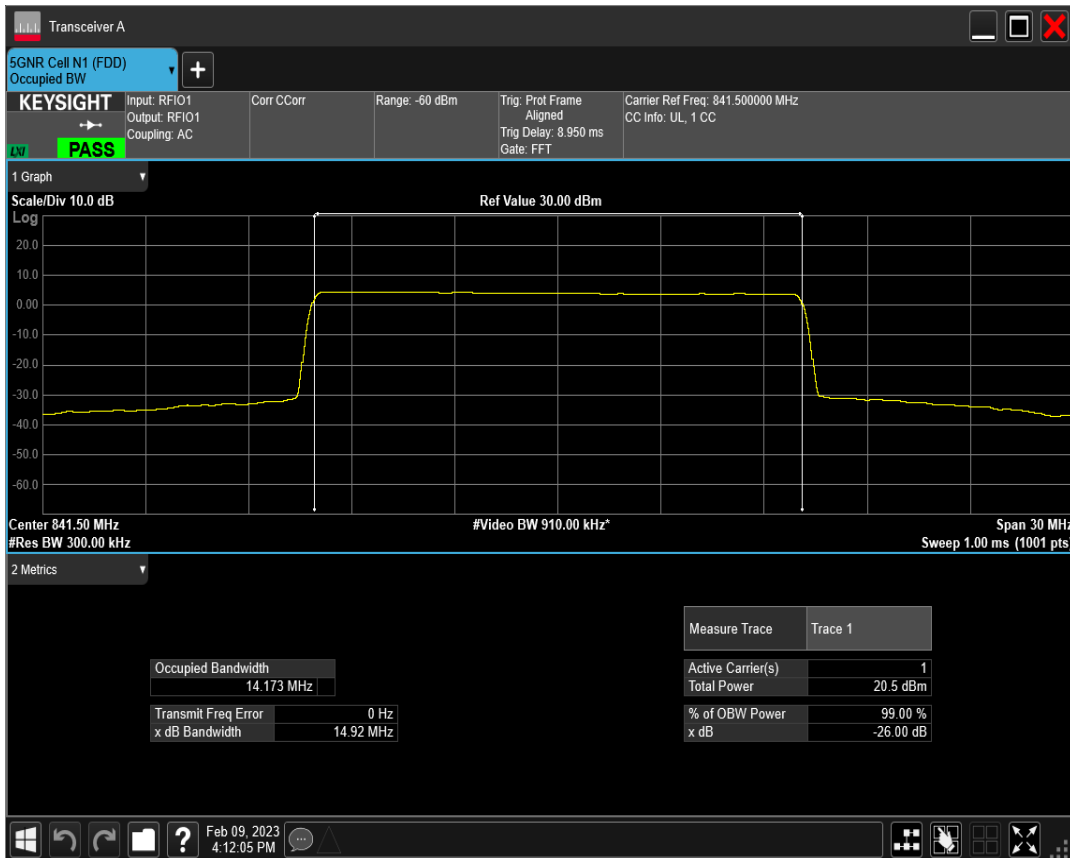 Transceiver A
5GNR Cell N1 (FDD)
Occupied BW
+
KEYSIGHT
LXI
PASS
Input: RFIO1
Output: RFIO1
Coupling: AC
Corr CCorr
Range: -60 dBm
Trig: Prot Frame
Aligned
Trig Delay: 8.950 ms
Gate: FFT
Carrier Ref Freq: 841.500000 MHz
CC Info: UL, 1 CC
1 Graph
Scale/Div 10.0 dB
Ref Value 30.00 dBm
Log
20.0
10.0
0.00
-10.0
-20.0
-30.0
-40.0
-50.0
-60.0
Center 841.50 MHz
#Video BW 910.00 kHz*
Span 30 MHz
#Res BW 300.00 kHz
Sweep 1.00 ms (1001 pts)
2 Metrics
Measure Trace Trace 1
Occupied Bandwidth
14.173 MHz
Active Carrier(s) 1
Total Power 20.5 dBm
Transmit Freq Error 0 Hz
x dB Bandwidth 14.92 MHz
% of OBW Power 99.00 %
x dB -26.00 dB
?
Feb 09, 2023
4:12:05 PM